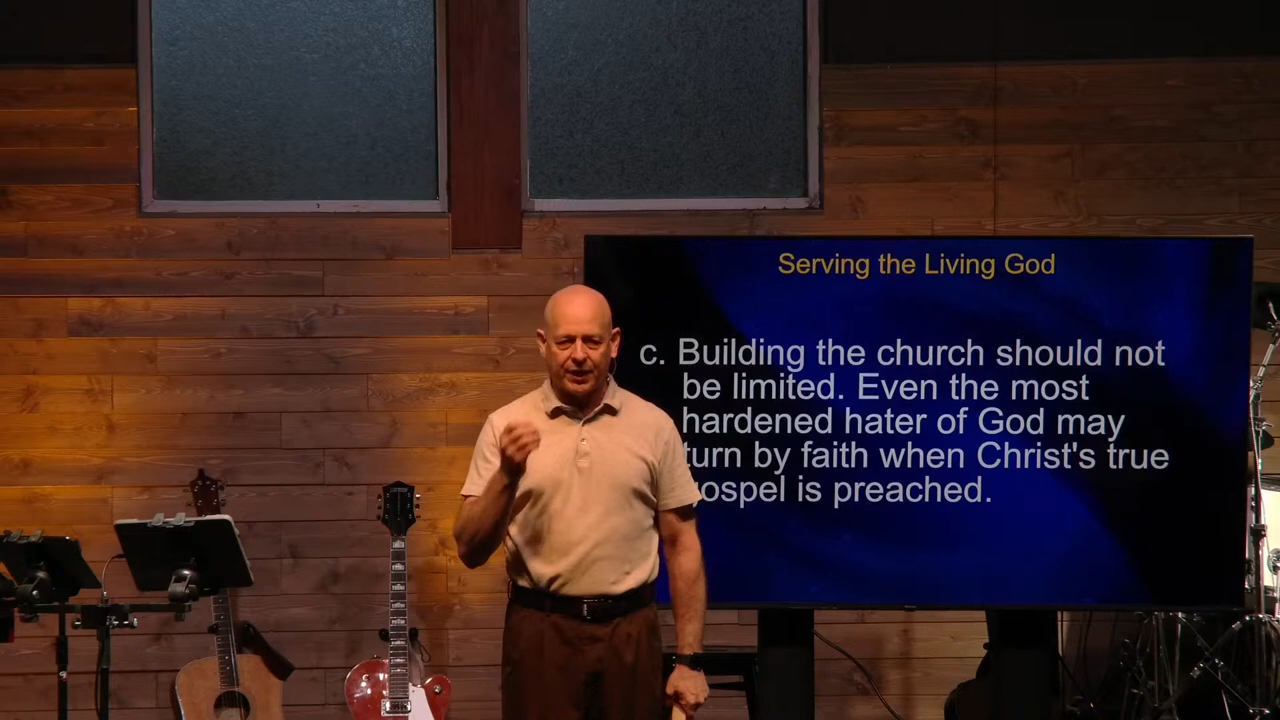 Serving the Living God
c. Building the church should not
be limited. Even the most
hardened hater of God may
turn by faith when Christ's true
gospel is preached.